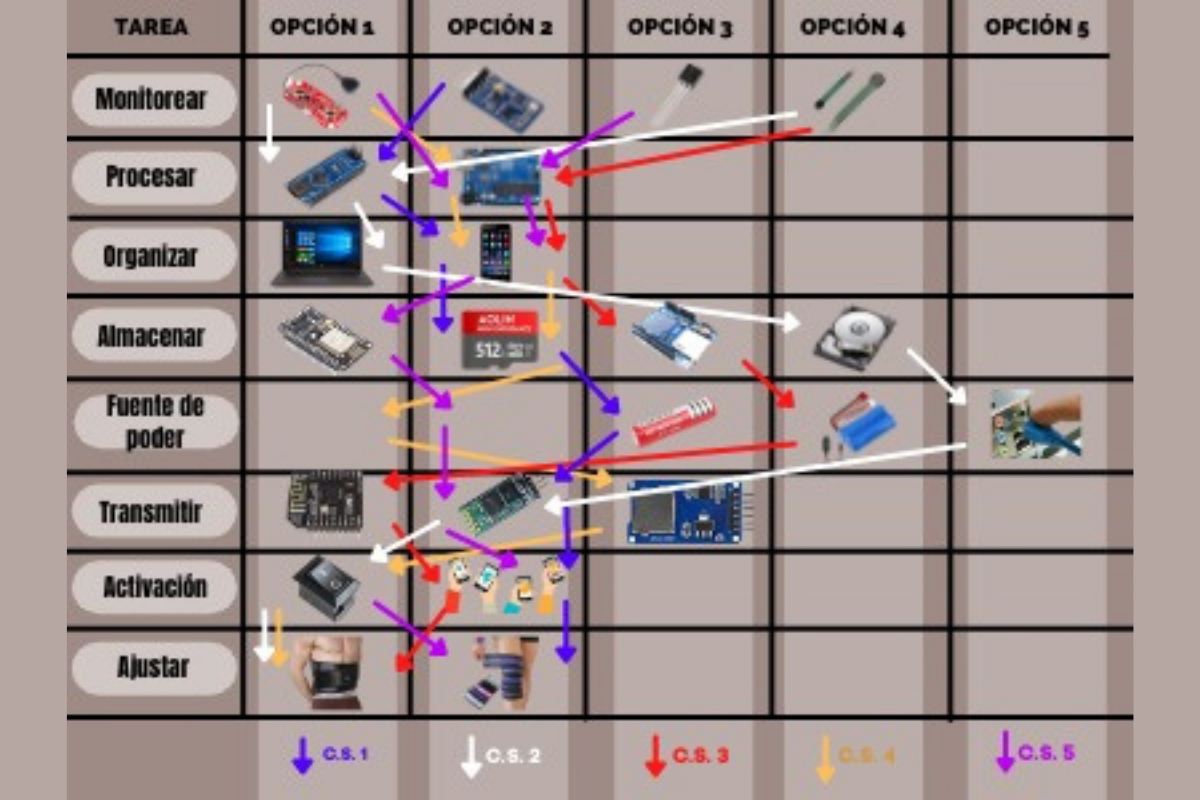 TAREA OPCIÓN 1 OPCIÓN 2 OPCIÓN 3 OPCIÓN 4 OPCIÓN 5
Monitorear
Procesar
Organizar
Almacenar
512
Fuente de
poder
Transmitir
Activación
Ajustar
C.S. 1 C.S. 2 C.S. 3 C.S. 4 C.S. 5